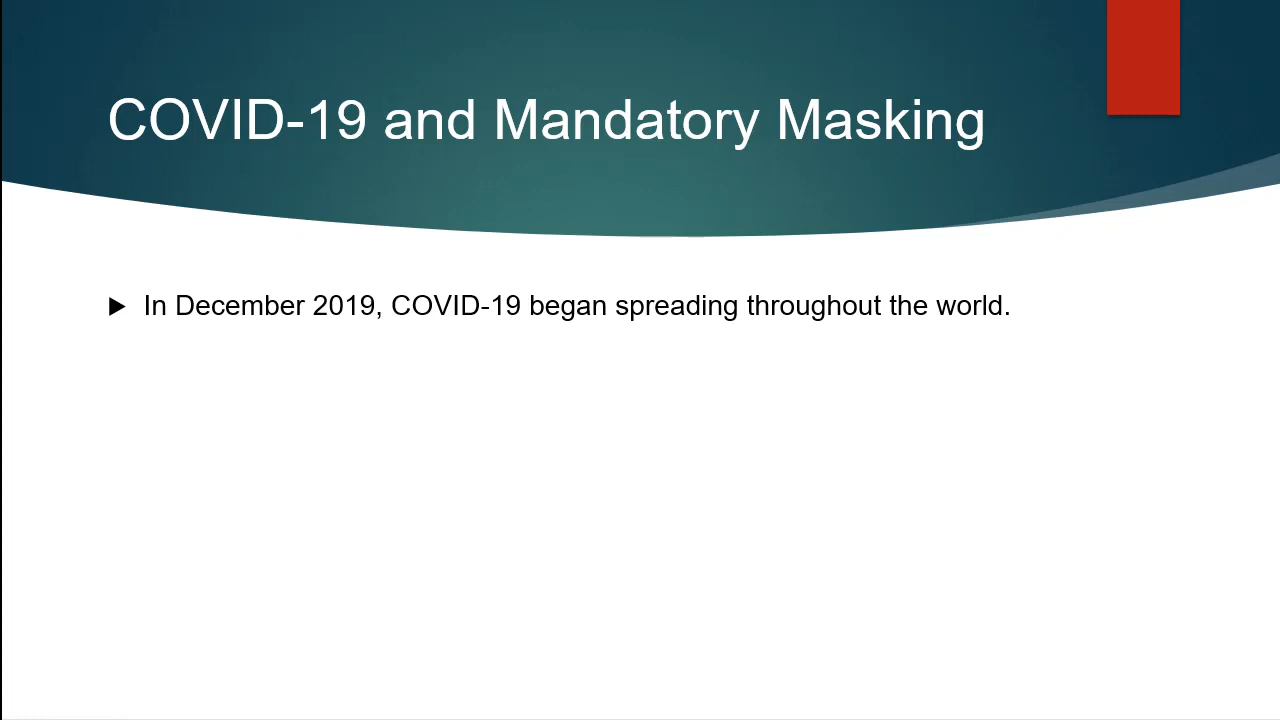 COVID-19 and Mandatory Masking
In December 2019, COVID-19 began spreading throughout the world.